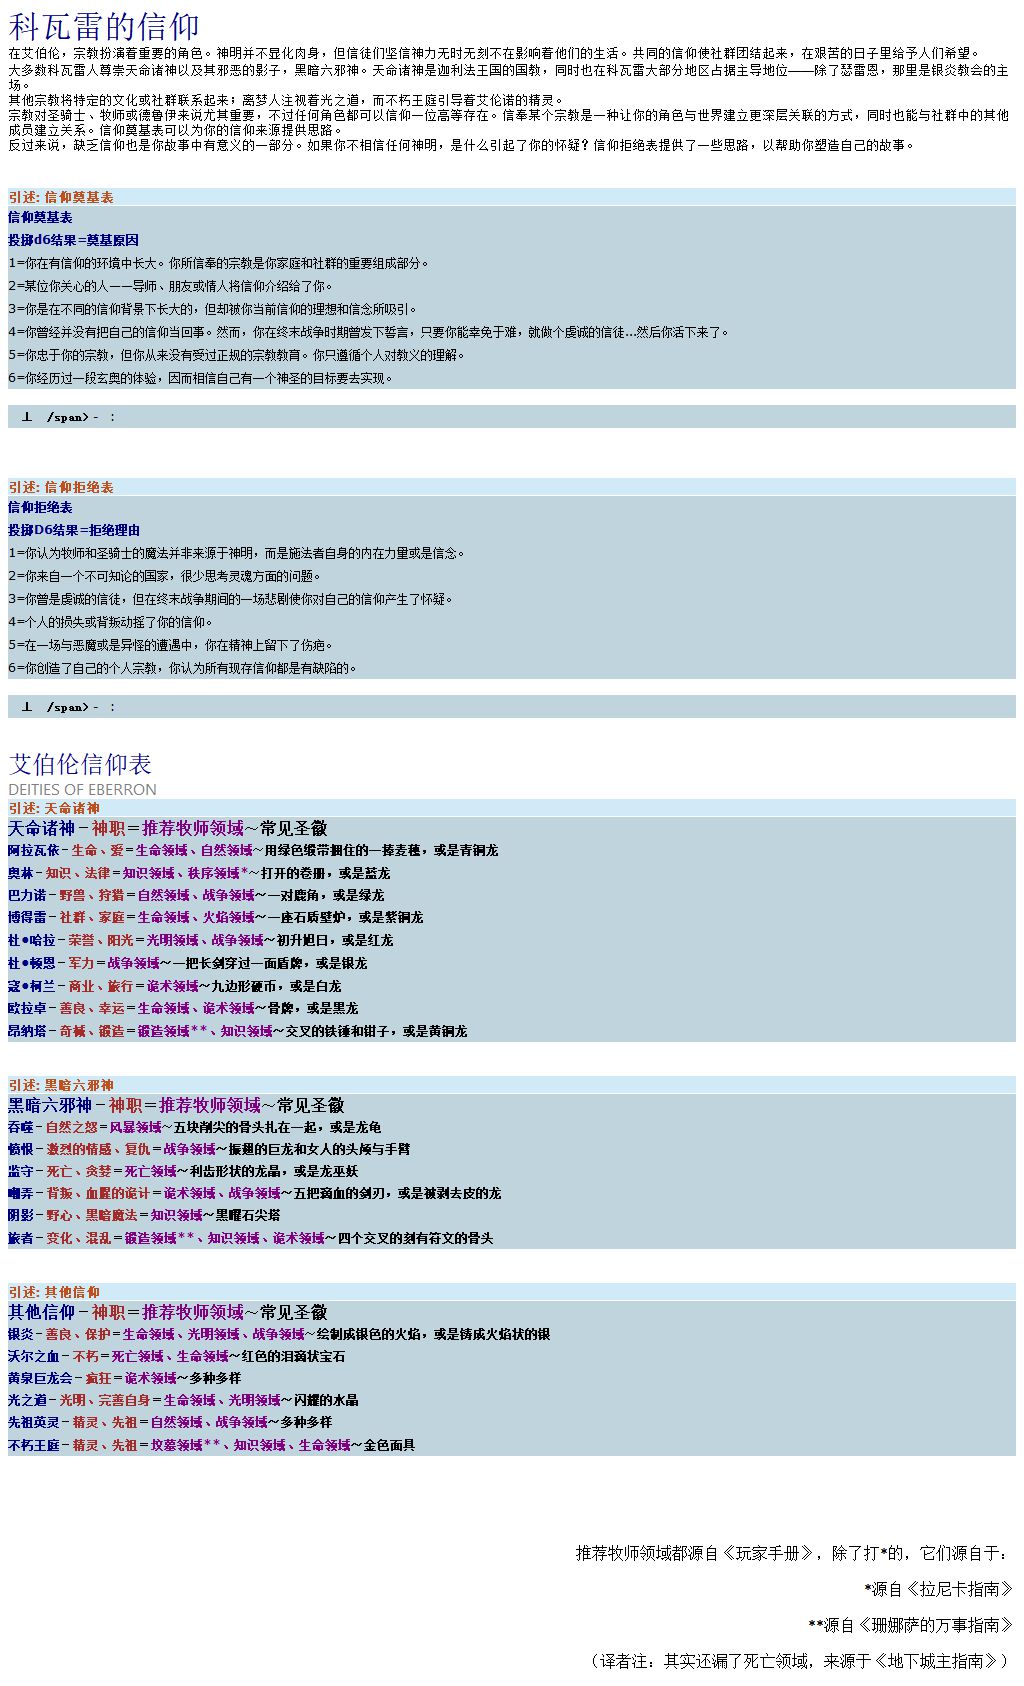 科瓦雷的信仰
在艾伯伦，宗教扮演着重要的角色。神明并不显化肉身，但信徒们坚信神力无时无刻不在影响着他们的生活。共同的信仰使社群团结起来，在艰苦的日子里给予人们希望。
大多数科瓦雷人尊崇天命诸神以及其邪恶的影子，黑暗六邪神。天命诸神是迦利法王国的国教，同时也在科瓦雷大部分地区占据主导地位——除了瑟雷恩，那里是银炎教会的主
场。
其他宗教将特定的文化或社群联系起来；离梦人注视着光之道，而不朽王庭引导着艾伦诺的精灵。
宗教对圣骑士、牧师或德鲁伊来说尤其重要，不过任何角色都可以信仰一位高等存在。信奉某个宗教是一种让你的角色与世界建立更深层关联的方式，同时也能与社群中的其他
成员建立关系。信仰奠基表可以为你的信仰来源提供思路。
反过来说，缺乏信仰也是你故事中有意义的一部分。如果你不相信任何神明，是什么引起了你的怀疑？信仰拒绝表提供了一些思路，以帮助你塑造自己的故事。
引述: 信仰奠基表
信仰奠基表
投掷d6结果=奠基原因
1=你在有信仰的环境中长大。你所信奉的宗教是你家庭和社群的重要组成部分。
2=某位你关心的人——导师、朋友或情人将信仰介绍给了你。
3=你是在不同的信仰背景下长大的，但却被你当前信仰的理想和信念所吸引。
4=你曾经并没有把自己的信仰当回事。然而，你在终末战争时期曾发下誓言，只要你能幸免于难，就做个虔诚的信徒...然后你活下来了。
5=你忠于你的宗教，但你从来没有受过正规的宗教教育。你只遵循个人对教义的理解。
6=你经历过一段玄奥的体验，因而相信自己有一个神圣的目标要去实现。
⊥ /span>- ：
引述: 信仰拒绝表
信仰拒绝表
投掷D6结果=拒绝理由
1=你认为牧师和圣骑士的魔法并非来源于神明，而是施法者自身的内在力量或是信念。
2=你来自一个不可知论的国家，很少思考灵魂方面的问题。
3=你曾是虔诚的信徒，但在终末战争期间的一场悲剧使你对自己的信仰产生了怀疑。
4=个人的损失或背叛动摇了你的信仰。
5=在一场与恶魔或是异怪的遭遇中，你在精神上留下了伤疤。
6=你创造了自己的个人宗教，你认为所有现存信仰都是有缺陷的。
⊥ /span>- ：
艾伯伦信仰表
DEITIES OF EBERRON
引述: 天命诸神
天命诸神－神职＝推荐牧师领域~常见圣徽
阿拉瓦依－生命、爱＝生命领域、自然领域~用绿色缎带捆住的一捧麦穗，或是青铜龙
奥林－知识、法律＝知识领域、秩序领域*~打开的卷册，或是蓝龙
巴力诺－野兽、狩猎＝自然领域、战争领域~一对鹿角，或是绿龙
博得雷－社群、家庭＝生命领域、火焰领域~一座石质壁炉，或是紫铜龙
杜•哈拉－荣誉、阳光＝光明领域、战争领域~初升旭日，或是红龙
杜•顿恩－军力＝战争领域~一把长剑穿过一面盾牌，或是银龙
寇•柯兰－商业、旅行＝诡术领域~九边形硬币，或是白龙
欧拉卓－善良、幸运＝生命领域、诡术领域~骨牌，或是黑龙
昂纳塔－奇械、锻造＝锻造领域**、知识领域~交叉的铁锤和钳子，或是黄铜龙
引述: 黑暗六邪神
黑暗六邪神－神职＝推荐牧师领域~常见圣徽
吞噬－自然之怒＝风暴领域~五块削尖的骨头扎在一起，或是龙龟
愤恨－激烈的情感、复仇＝战争领域~振翅的巨龙和女人的头颅与手臂
监守－死亡、贪婪＝死亡领域~利齿形状的龙晶，或是龙巫妖
嘲弄－背叛、血腥的诡计＝诡术领域、战争领域~五把滴血的剑刃，或是被剥去皮的龙
阴影－野心、黑暗魔法＝知识领域~黑曜石尖塔
旅者－变化、混乱＝锻造领域**、知识领域、诡术领域~四个交叉的刻有符文的骨头
引述: 其他信仰
其他信仰－神职＝推荐牧师领域~常见圣徽
银炎－善良、保护＝生命领域、光明领域、战争领域~绘制成银色的火焰，或是铸成火焰状的银
沃尔之血－不朽＝死亡领域、生命领域~红色的泪滴状宝石
黄泉巨龙会－疯狂＝诡术领域~多种多样
光之道－光明、完善自身＝生命领域、光明领域~闪耀的水晶
先祖英灵－精灵、先祖＝自然领域、战争领域~多种多样
不朽王庭－精灵、先祖＝坟墓领域**、知识领域、生命领域~金色面具
推荐牧师领域都源自《玩家手册》，除了打*的，它们源自于：
*源自《拉尼卡指南》
**源自《珊娜萨的万事指南》
（译者注：其实还漏了死亡领域，来源于《地下城主指南》）